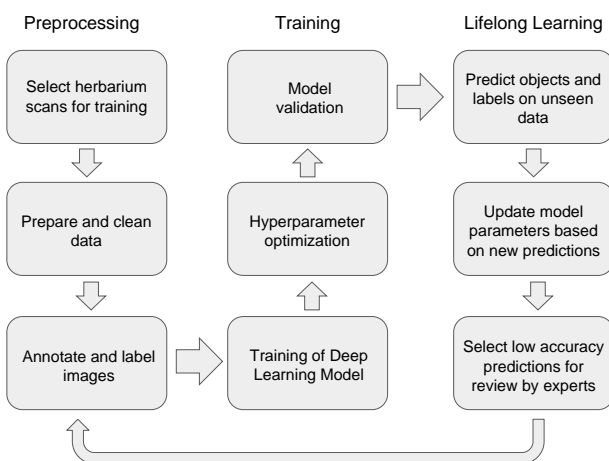 Preprocessing
Select herbarium
scans for training
Prepare and clean
data
Annotate and label
images
Training
Model
validation
Hyperparameter
optimization
Training of Deep
Learning Model
Lifelong Learning
Predict objects and
labels on unseen
data
Update model
parameters based
on new predictions
Select low accuracy
predictions for
review by experts